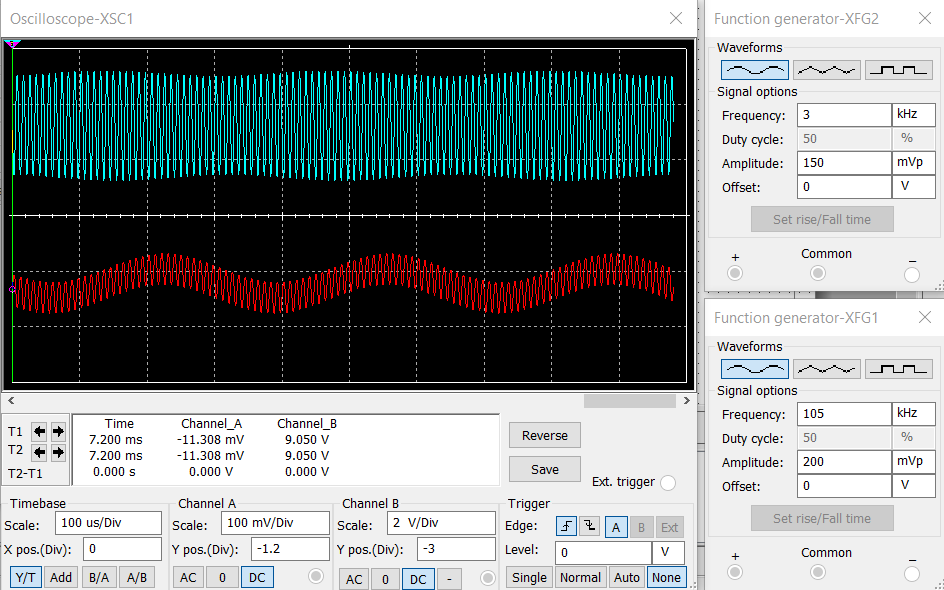 Oscilloscope-XSC1
Time Channel_A Channel_B
T1 7.200 ms -11.308 mV 9.050 V
T2 7.200 ms -11.308 mV 9.050 V
T2-T1 0.000 s 0.000 V 0.000 V
Reverse
Save
Ext. trigger
Timebase
Scale: 100 us/Div
X pos.(Div): 0
Y/T Add B/A A/B
Channel A
Scale: 100 mV/Div
Y pos.(Div): -1.2
AC 0 DC
Channel B
Scale: 2 V/Div
Y pos.(Div): -3
AC 0 DC -
Trigger
Edge: A B Ext
Level: 0 V
Single Normal Auto None
Function generator-XFG2
Waveforms
Signal options
Frequency: 3 kHz
Duty cycle: 50 %
Amplitude: 150 mVp
Offset: 0 V
Set rise/Fall time
+ Common −
Function generator-XFG1
Waveforms
Signal options
Frequency: 105 kHz
Duty cycle: 50 %
Amplitude: 200 mVp
Offset: 0 V
Set rise/Fall time
+ Common −